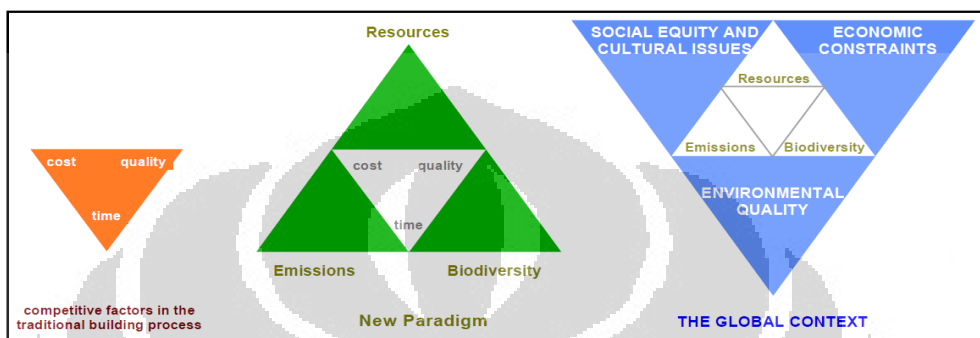 cost quality
time
competitive factors in the
traditional building process
Resources
cost quality
time
Emissions Biodiversity
New Paradigm
SOCIAL EQUITY AND
CULTURAL ISSUES
ECONOMIC
CONSTRAINTS
Resources
Emissions Biodiversity
ENVIRONMENTAL
QUALITY
THE GLOBAL CONTEXT